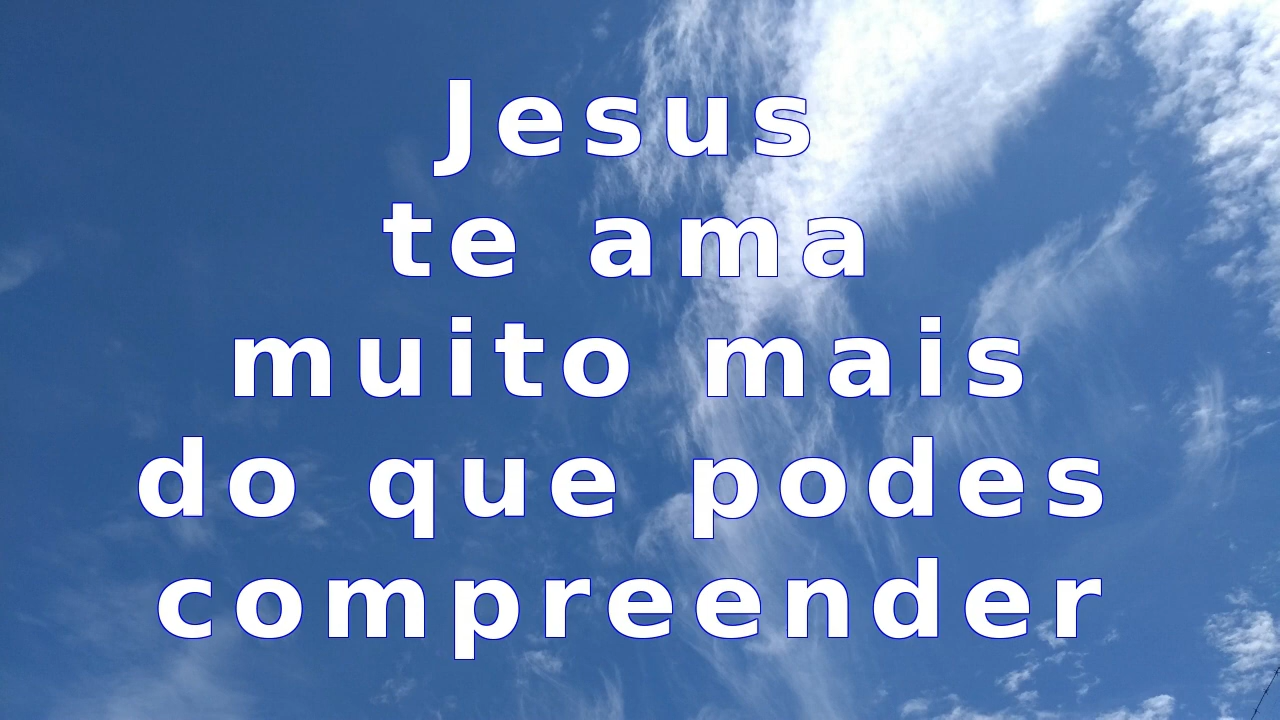 Jesus
te ama
muito mais
do que podes
compreender